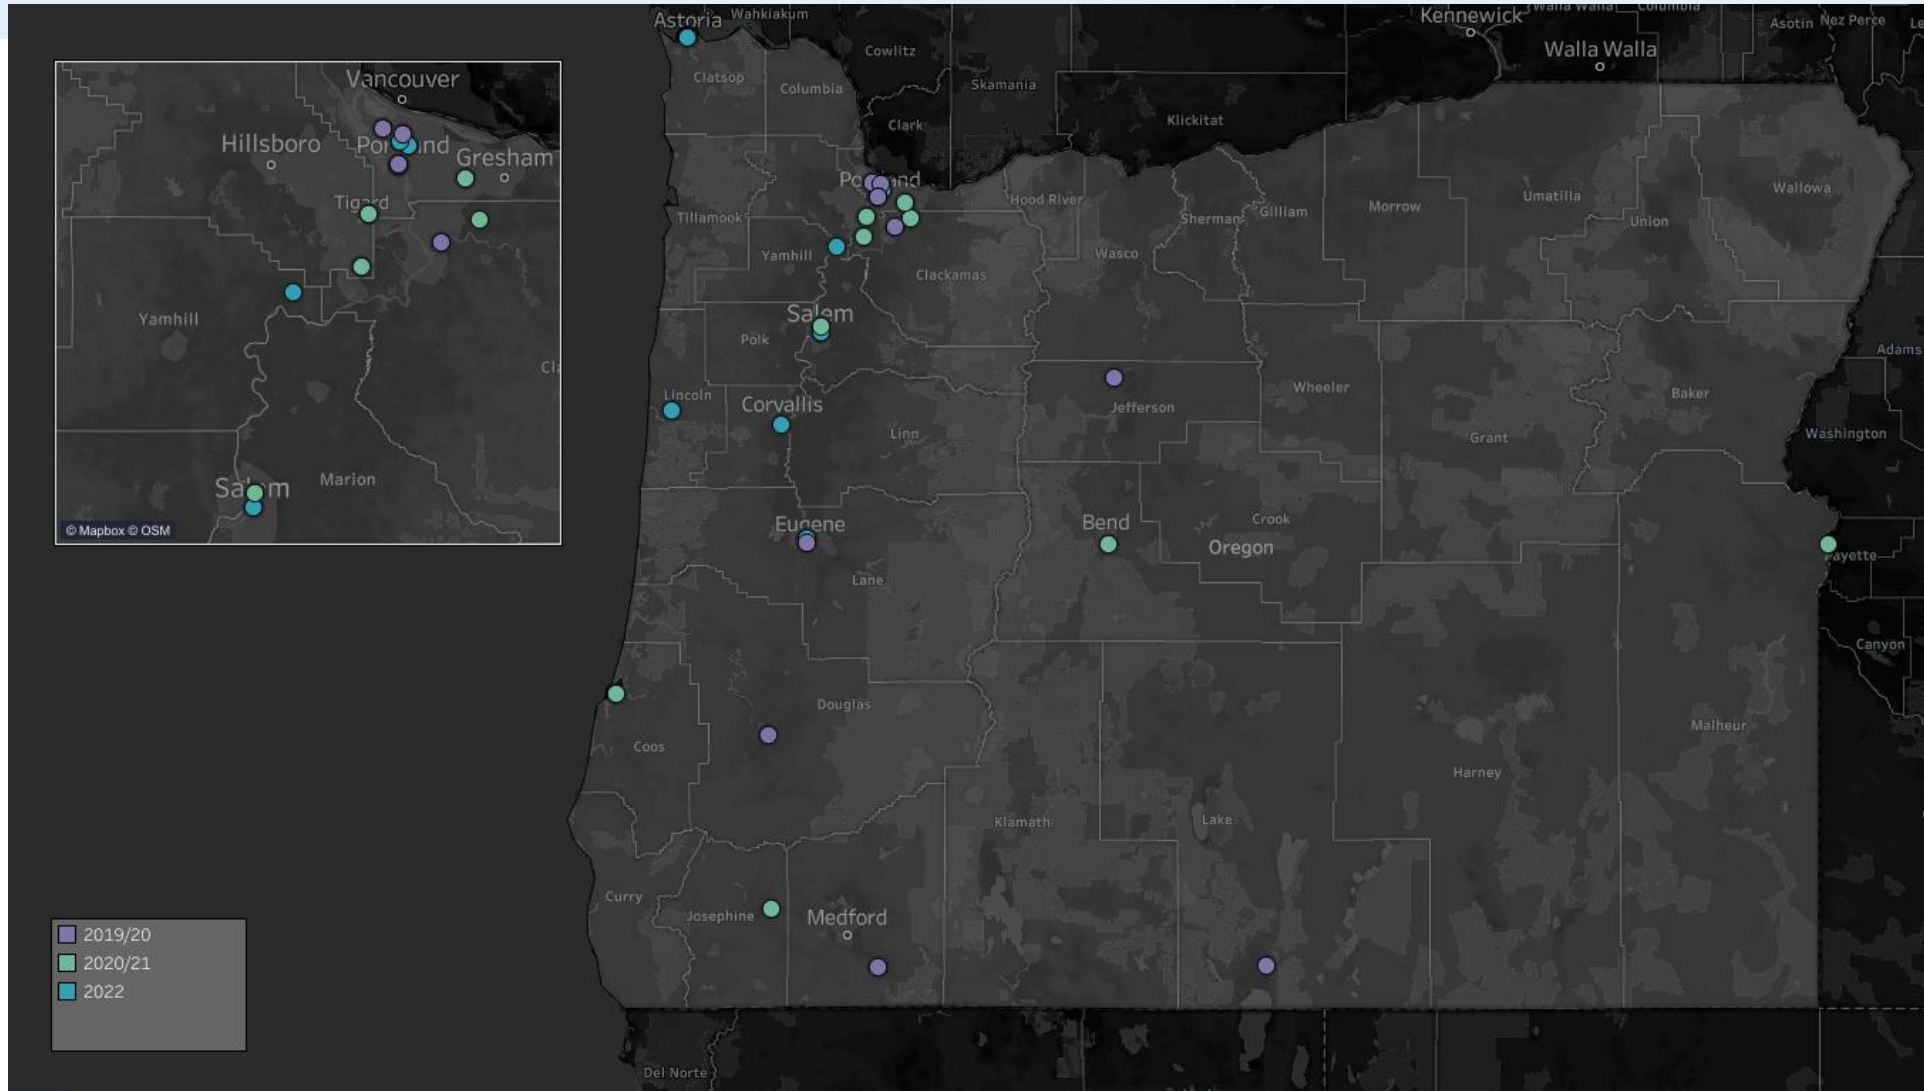 Astoria
Wahkiakum
Kennewick
Walla Walla
Columbia
Asotin
Nez Perce
Cowlitz
Walla Walla
Clatsop
Columbia
Skamania
Clark
Klickitat
Vancouver
Hillsboro
Portland
Gresham
Tigard
Yamhill
Salem
Marion
© Mapbox © OSM
Portland
Hood River
Tillamook
Sherman
Gilliam
Morrow
Umatilla
Union
Wallowa
Yamhill
Clackamas
Wasco
Salem
Polk
Adams
Lincoln
Corvallis
Jefferson
Wheeler
Baker
Linn
Grant
Washington
Eugene
Bend
Crook
Oregon
Lane
Canyon
Douglas
Coos
Malheur
Harney
Klamath
Lake
Curry
Josephine
Medford
2019/20
2020/21
2022
Del Norte